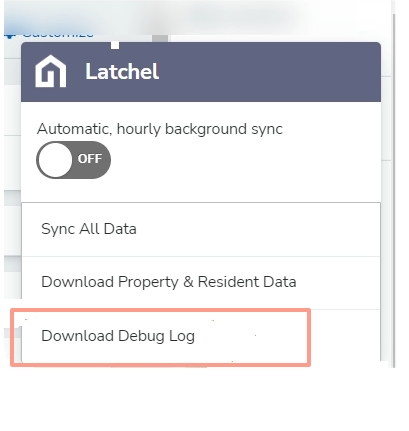 Customize
Latchel
Automatic, hourly background sync
OFF
Sync All Data
Download Property & Resident Data
Download Debug Log